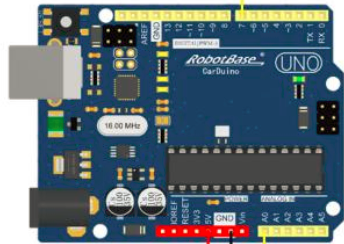 AREF
GND
13
12
~11
~10
~9
8
7
~6
~5
4
~3
2
TX 1
RX 0
DIGITAL (PWM~)
RobotBase
CarDuino
UNO
16.00 MHz
POWER
ANALOG IN
IOREF
RESET
3V3
5V
GND
Vin
A0
A1
A2
A3
A4
A5